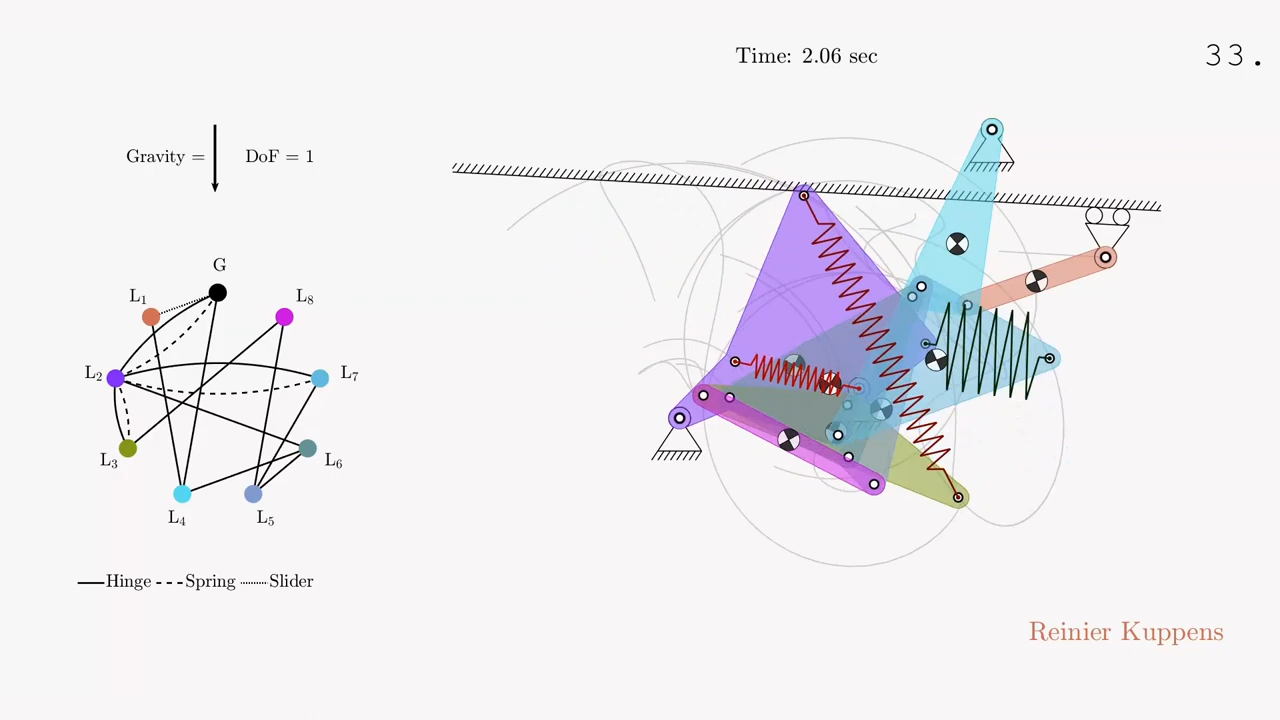 Time: 2.06 sec
33.
Gravity =
DoF = 1
G
L1
L8
L2
L7
L3
L6
L4
L5
Hinge Spring Slider
Reinier Kuppens